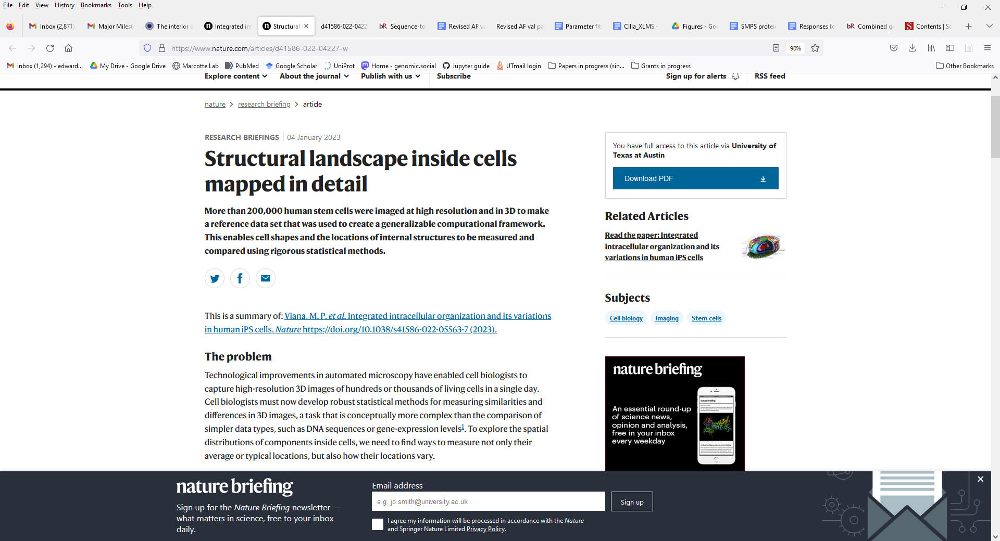 File Edit View History Bookmarks Tools Help
Inbox (2,871) Major Milest The interior d Integrated in Structural d41586-022-0422 bR Sequence-to Revised AF va Revised AF val pa Parameter fit Cilia_XLMS - Figures - Goo SMPS protein Responses to bR Combined ge Contents | Sc
https://www.nature.com/articles/d41586-022-04227-w 90%
Inbox (1,294) - edward... My Drive - Google Drive Marcotte Lab PubMed Google Scholar UniProt Home - genomic.social Jupyter guide UTmail login Papers in progress (sin... Grants in progress Other Bookmarks
Explore content About the journal Publish with us Subscribe Sign up for alerts RSS feed
nature > research briefing > article
RESEARCH BRIEFINGS | 04 January 2023
Structural landscape inside cells
mapped in detail
More than 200,000 human stem cells were imaged at high resolution and in 3D to make
a reference data set that was used to create a generalizable computational framework.
This enables cell shapes and the locations of internal structures to be measured and
compared using rigorous statistical methods.
This is a summary of: Viana, M. P. et al. Integrated intracellular organization and its variations
in human iPS cells. Nature https://doi.org/10.1038/s41586-022-05563-7 (2023).
The problem
Technological improvements in automated microscopy have enabled cell biologists to
capture high-resolution 3D images of hundreds or thousands of living cells in a single day.
Cell biologists must now develop robust statistical methods for measuring similarities and
differences in 3D images, a task that is conceptually more complex than the comparison of
simpler data types, such as DNA sequences or gene-expression levels1. To explore the spatial
distributions of components inside cells, we need to find ways to measure not only their
average or typical locations, but also how their locations vary.
You have full access to this article via University of
Texas at Austin
Download PDF
Related Articles
Read the paper: Integrated
intracellular organization and its
variations in human iPS cells
Subjects
Cell biology Imaging Stem cells
nature briefing
An essential round-up
of science news,
opinion and analysis,
free in your inbox
every weekday
nature briefing
Sign up for the Nature Briefing newsletter —
what matters in science, free to your inbox
daily.
Email address
e.g. jo.smith@university.ac.uk
Sign up
I agree my information will be processed in accordance with the Nature
and Springer Nature Limited Privacy Policy.